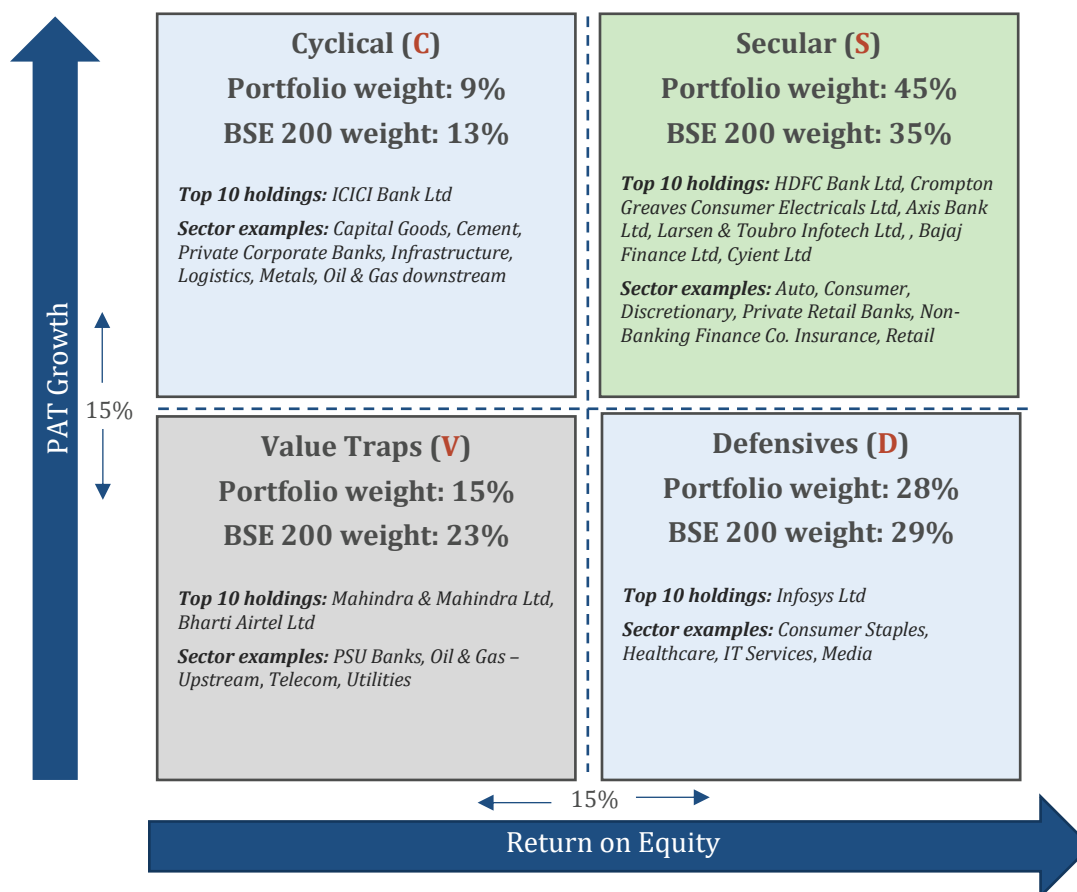 PAT Growth
15%
Cyclical (C)
Portfolio weight: 9%
BSE 200 weight: 13%
Top 10 holdings: ICICI Bank Ltd
Sector examples: Capital Goods, Cement,
Private Corporate Banks, Infrastructure,
Logistics, Metals, Oil & Gas downstream
Secular (S)
Portfolio weight: 45%
BSE 200 weight: 35%
Top 10 holdings: HDFC Bank Ltd, Crompton
Greaves Consumer Electricals Ltd, Axis Bank
Ltd, Larsen & Toubro Infotech Ltd, , Bajaj
Finance Ltd, Cyient Ltd
Sector examples: Auto, Consumer,
Discretionary, Private Retail Banks, Non-
Banking Finance Co. Insurance, Retail
Value Traps (V)
Portfolio weight: 15%
BSE 200 weight: 23%
Top 10 holdings: Mahindra & Mahindra Ltd,
Bharti Airtel Ltd
Sector examples: PSU Banks, Oil & Gas –
Upstream, Telecom, Utilities
Defensives (D)
Portfolio weight: 28%
BSE 200 weight: 29%
Top 10 holdings: Infosys Ltd
Sector examples: Consumer Staples,
Healthcare, IT Services, Media
15%
Return on Equity